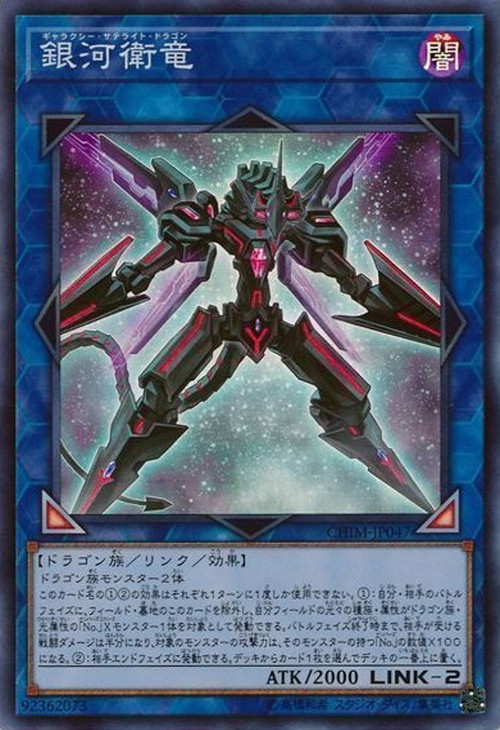 ギャラクシー・サテライト・ドラゴン
銀河衛竜
やみ
闇
CHIM-JP047
【ドラゴン族／リンク／効果】
ドラゴン族モンスター２体
このカード名の①②の効果はそれぞれ１ターンに１度しか使用できない。①：自分・相手のバトル
フェイズに、フィールド・墓地のこのカードを除外し、自分フィールドの元々の種族・属性がドラゴン族・
光属性の「No.」Xモンスター１体を対象として発動できる。バトルフェイズ終了時まで、相手が受ける
戦闘ダメージは半分になり、対象のモンスターの攻撃力は、そのモンスターの持つ「No.」の数値×１００
になる。②：相手エンドフェイズに発動できる。デッキからカード１枚を選んでデッキの一番上に置く。
ATK/2000 LINK-2
92362073
©高橋和希 スタジオ・ダイス/集英社